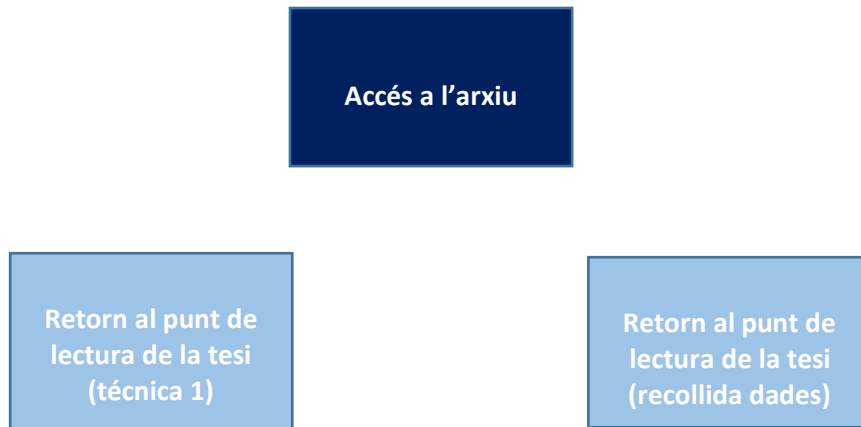 Accés a l’arxiu
Retorn al punt de
lectura de la tesi
(técnica 1)
Retorn al punt de
lectura de la tesi
(recollida dades)